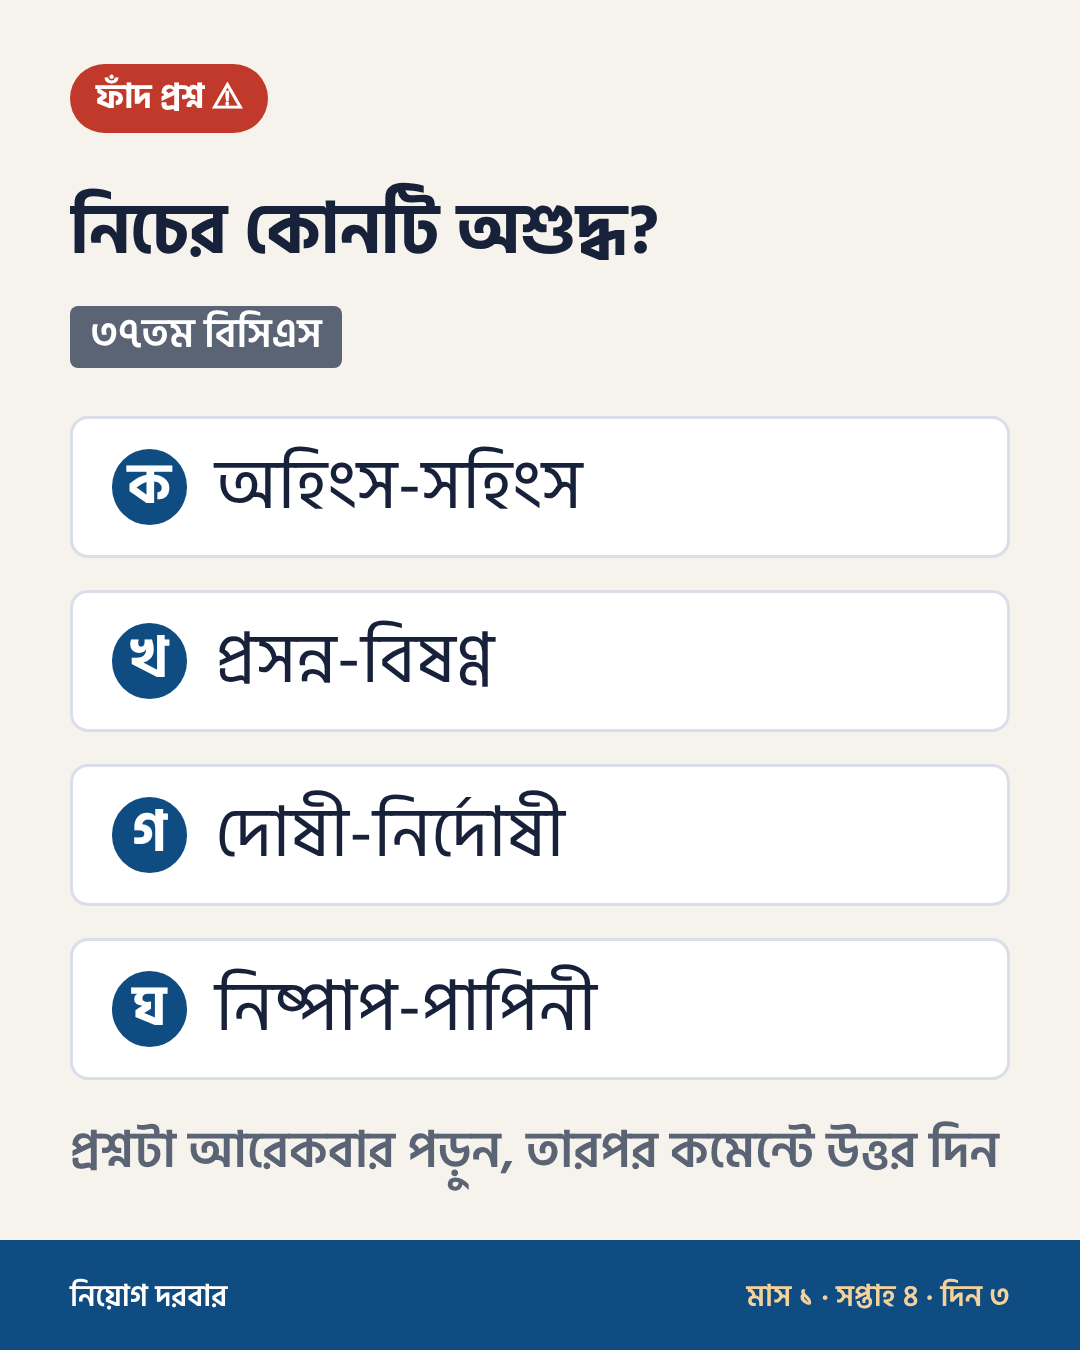 ফাঁদ প্রশ্ন ⚠
নিচের কোনটি অশুদ্ধ?
৩৭তম বিসিএস
ক অহিংস-সহিংস
খ প্রসন্ন-বিষণ্ণ
গ দোষী-নির্দোষী
ঘ নিষ্পাপ-পাপিনী
প্রশ্নটা আরেকবার পড়ুন, তারপর কমেন্টে উত্তর দিন
নিয়োগ দরবার
মাস ১ · সপ্তাহ ৪ · দিন ৩